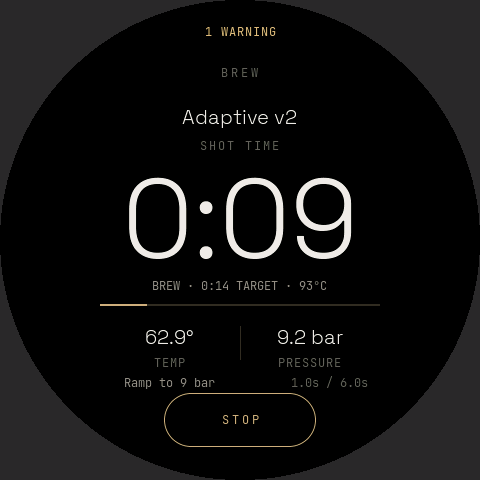 1 WARNING
BREW
Adaptive v2
SHOT TIME
0:09
BREW · 0:14 TARGET · 93°C
62.9° 9.2 bar
TEMP PRESSURE
Ramp to 9 bar 1.0s / 6.0s
STOP